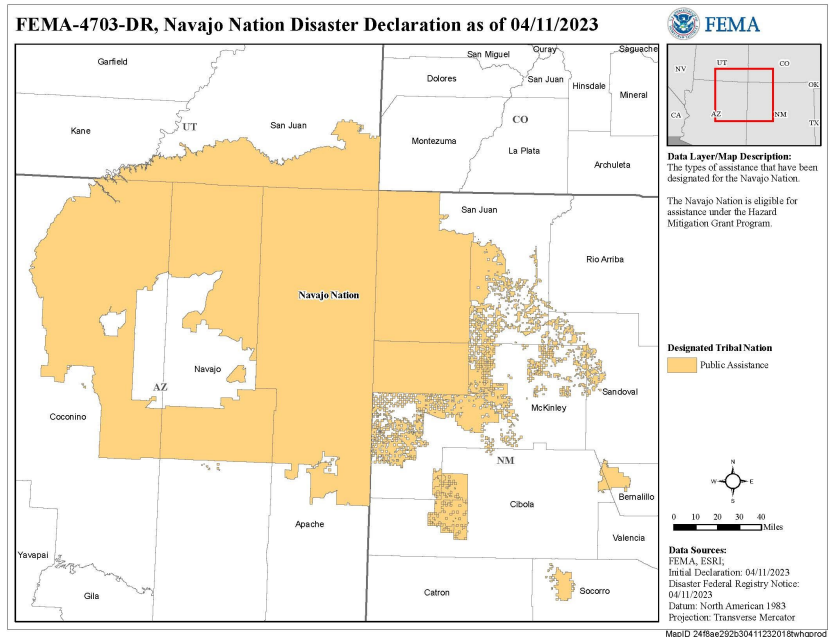 FEMA-4703-DR, Navajo Nation Disaster Declaration as of 04/11/2023
FEMA
Garfield
San Miguel
Ouray
Saguache
Dolores
San Juan
Hinsdale
Mineral
Kane
UT
San Juan
CO
Montezuma
La Plata
Archuleta
San Juan
Rio Arriba
Navajo Nation
Navajo
AZ
Coconino
McKinley
Sandoval
NM
Cibola
Bernalillo
Apache
Valencia
Yavapai
Gila
Catron
Socorro
NV
UT
CO
OK
CA
AZ
NM
TX
Data Layer/Map Description:
The types of assistance that have been
designated for the Navajo Nation.
The Navajo Nation is eligible for
assistance under the Hazard
Mitigation Grant Program.
Designated Tribal Nation
Public Assistance
N
W
E
S
0 10 20 30 40
Miles
Data Sources:
FEMA, ESRI;
Initial Declaration: 04/11/2023
Disaster Federal Registry Notice:
04/11/2023
Datum: North American 1983
Projection: Transverse Mercator
MapID 24f8ae292b30411232018twhqprod